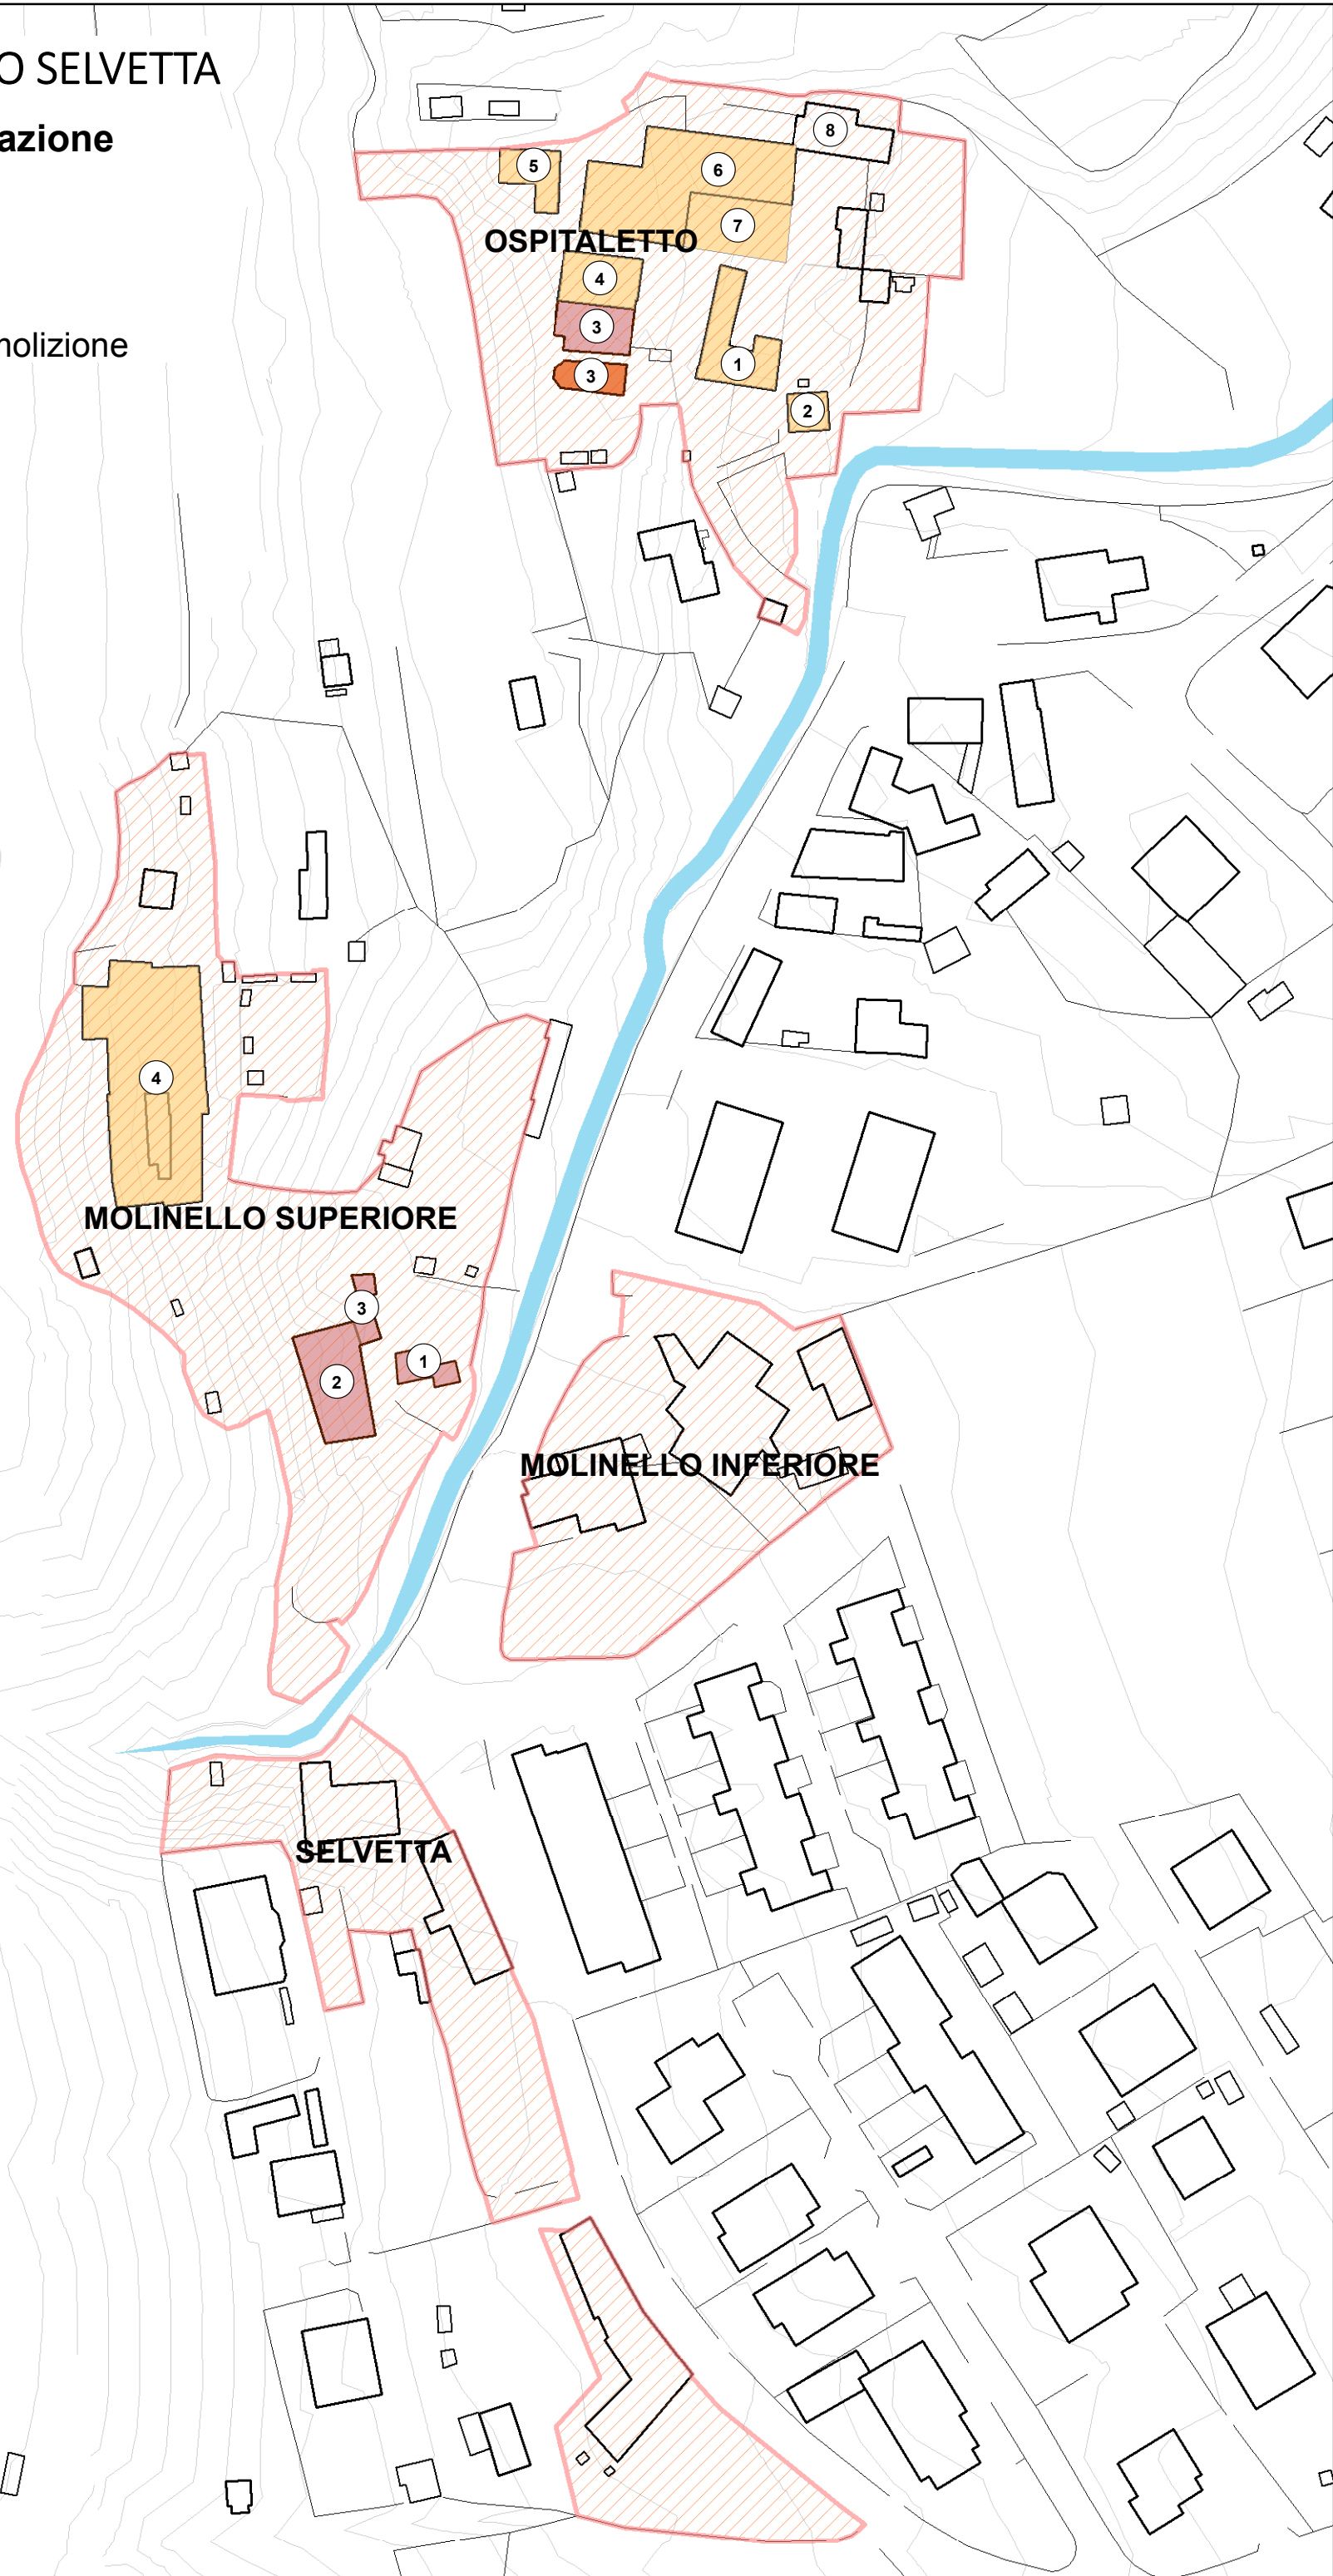 O SELVETTA
azione
molizione
8
5
6
7
OSPITALETTO
4
3
1
3
2
4
MOLINELLO SUPERIORE
3
1
2
MOLINELLO INFERIORE
SELVETTA